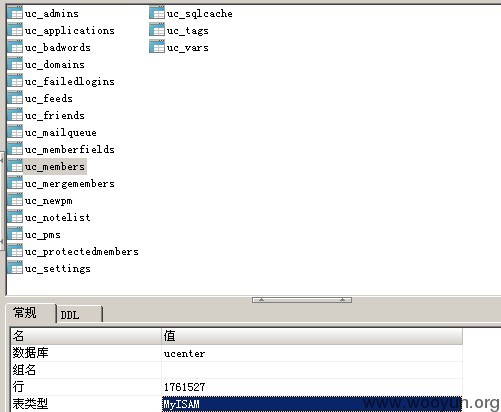 uc_admins
uc_applications
uc_badwords
uc_domains
uc_failedlogins
uc_feeds
uc_friends
uc_mailqueue
uc_memberfields
uc_members
uc_mergemembers
uc_newpm
uc_notelist
uc_pms
uc_protectedmembers
uc_settings
uc_sqlcache
uc_tags
uc_vars
常规 DDL
名 值
数据库 ucenter
组名
行 1761527
表类型 MyISAM
www.wooyun.org